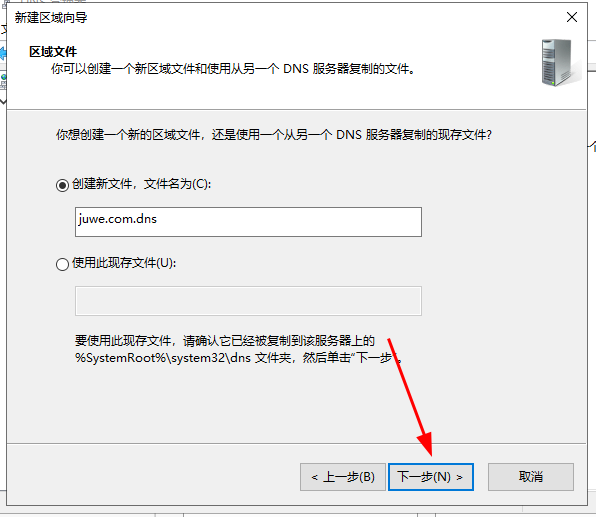 新建区域向导
区域文件
你可以创建一个新区域文件和使用从另一个 DNS 服务器复制的文件。
你想创建一个新的区域文件，还是使用一个从另一个 DNS 服务器复制的现存文件?
创建新文件，文件名为(C):
juwe.com.dns
使用此现存文件(U):
要使用此现存文件，请确认它已经被复制到该服务器上的
%SystemRoot%\system32\dns 文件夹，然后单击“下一步”。
< 上一步(B)
下一步(N) >
取消